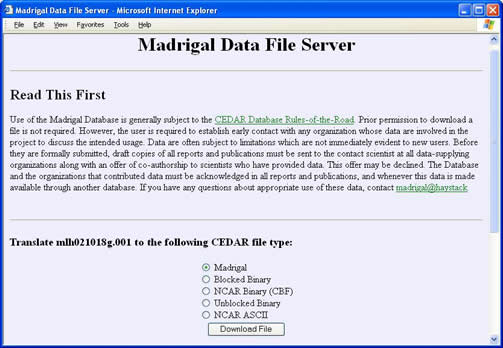 Madrigal Data File Server - Microsoft Internet Explorer
File Edit View Favorites Tools Help
Madrigal Data File Server
Read This First
Use of the Madrigal Database is generally subject to the CEDAR Database Rules-of-the-Road. Prior permission to download a
file is not required. However, the user is required to establish early contact with any organization whose data are involved in the
project to discuss the intended usage. Data are often subject to limitations which are not immediately evident to new users. Before
they are formally submitted, draft copies of all reports and publications must be sent to the contact scientist at all data-supplying
organizations along with an offer of co-authorship to scientists who have provided data. This offer may be declined. The Database
and the organizations that contributed data must be acknowledged in all reports and publications, and whenever this data is made
available through another database. If you have any questions about appropriate use of these data, contact madrigal@haystack
Translate mlh021018g.001 to the following CEDAR file type:
Madrigal
Blocked Binary
NCAR Binary (CBF)
Unblocked Binary
NCAR ASCII
Download File